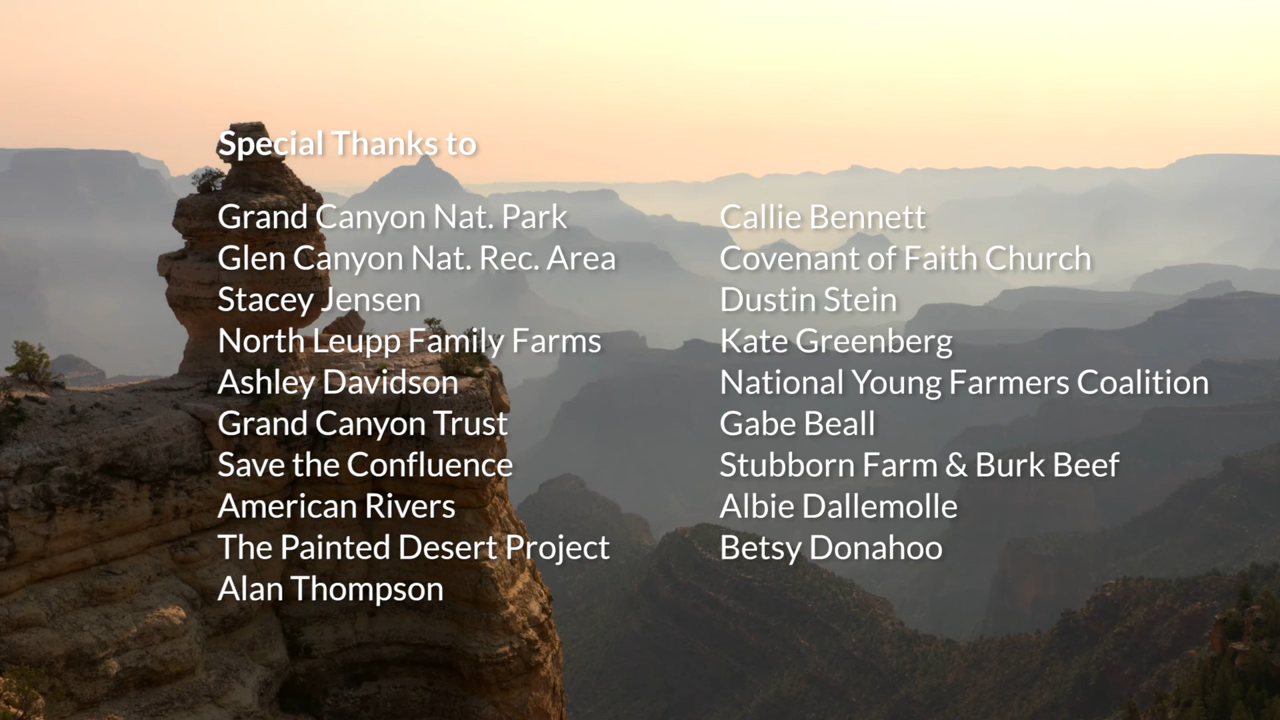 Special Thanks to
Grand Canyon Nat. Park
Glen Canyon Nat. Rec. Area
Stacey Jensen
North Leupp Family Farms
Ashley Davidson
Grand Canyon Trust
Save the Confluence
American Rivers
The Painted Desert Project
Alan Thompson
Callie Bennett
Covenant of Faith Church
Dustin Stein
Kate Greenberg
National Young Farmers Coalition
Gabe Beall
Stubborn Farm & Burk Beef
Albie Dallemolle
Betsy Donahoo